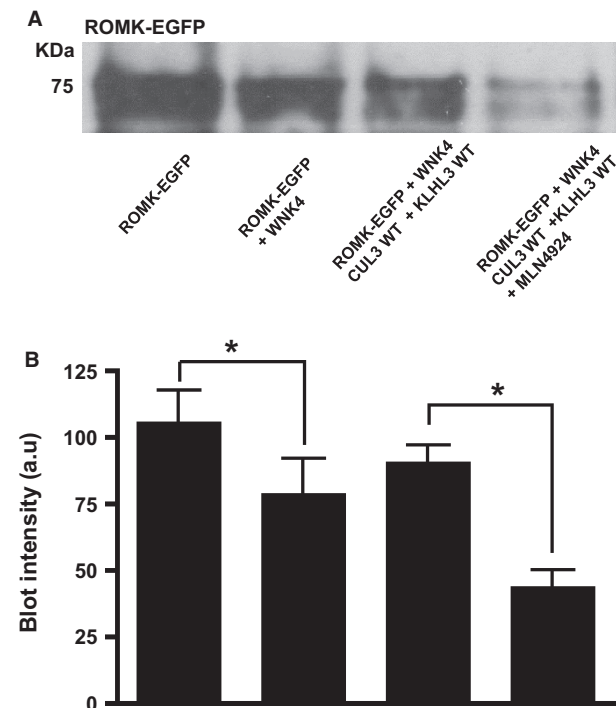 A
ROMK-EGFP
KDa
75
ROMK-EGFP
ROMK-EGFP
+ WNK4
ROMK-EGFP + WNK4
CUL3 WT + KLHL3 WT
ROMK-EGFP + WNK4
CUL3 WT +KLHL3 WT
+ MLN4924
B
Blot intensity (a.u)
125
100
75
50
25
0
*
*